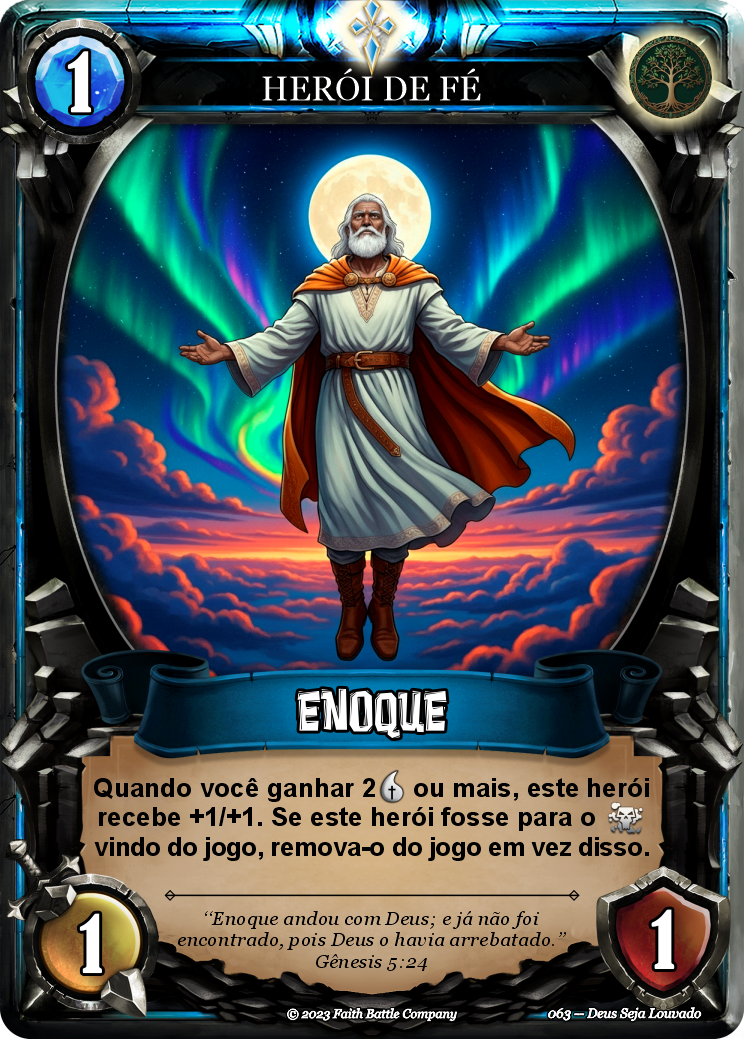 1
HERÓI DE FÉ
ENOQUE
Quando você ganhar 2 ou mais, este herói
recebe +1/+1. Se este herói fosse para o
vindo do jogo, remova-o do jogo em vez disso.
“Enoque andou com Deus; e já não foi
encontrado, pois Deus o havia arrebatado.”
Gênesis 5:24
1
1
© 2023 Faith Battle Company
063 – Deus Seja Louvado